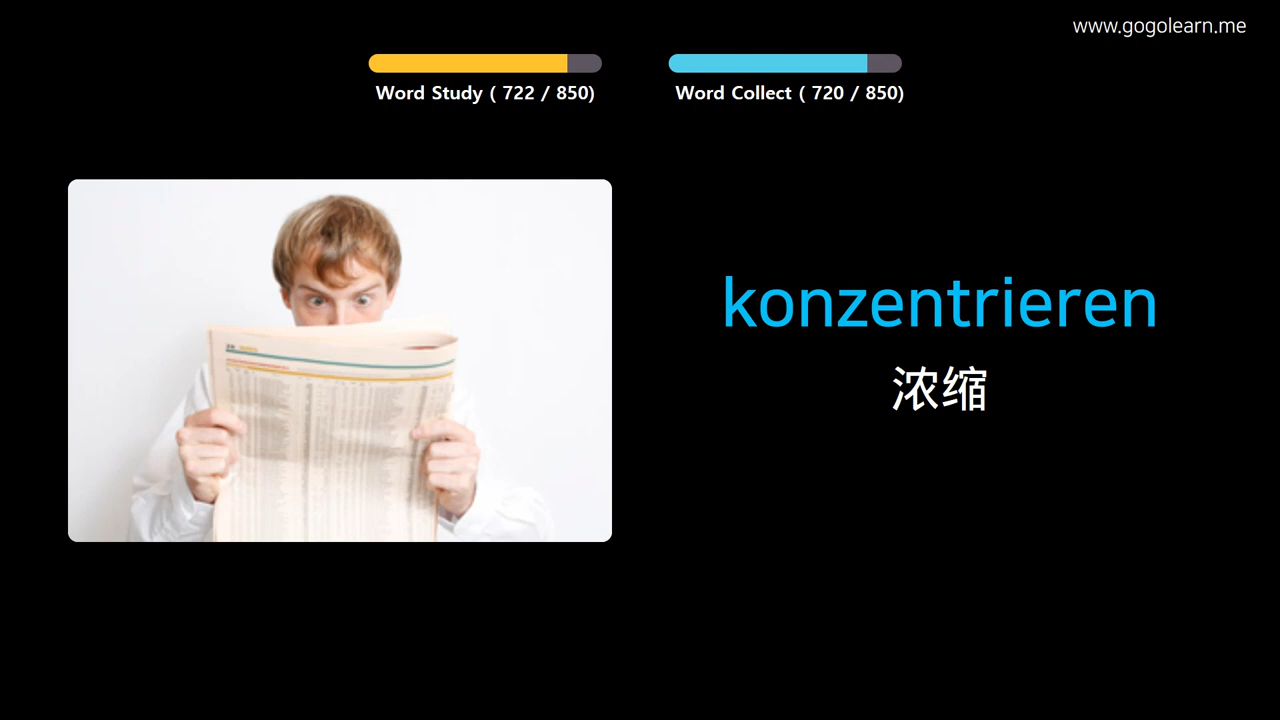 www.gogolearn.me
Word Study ( 722 / 850)
Word Collect ( 720 / 850)
konzentrieren
浓缩